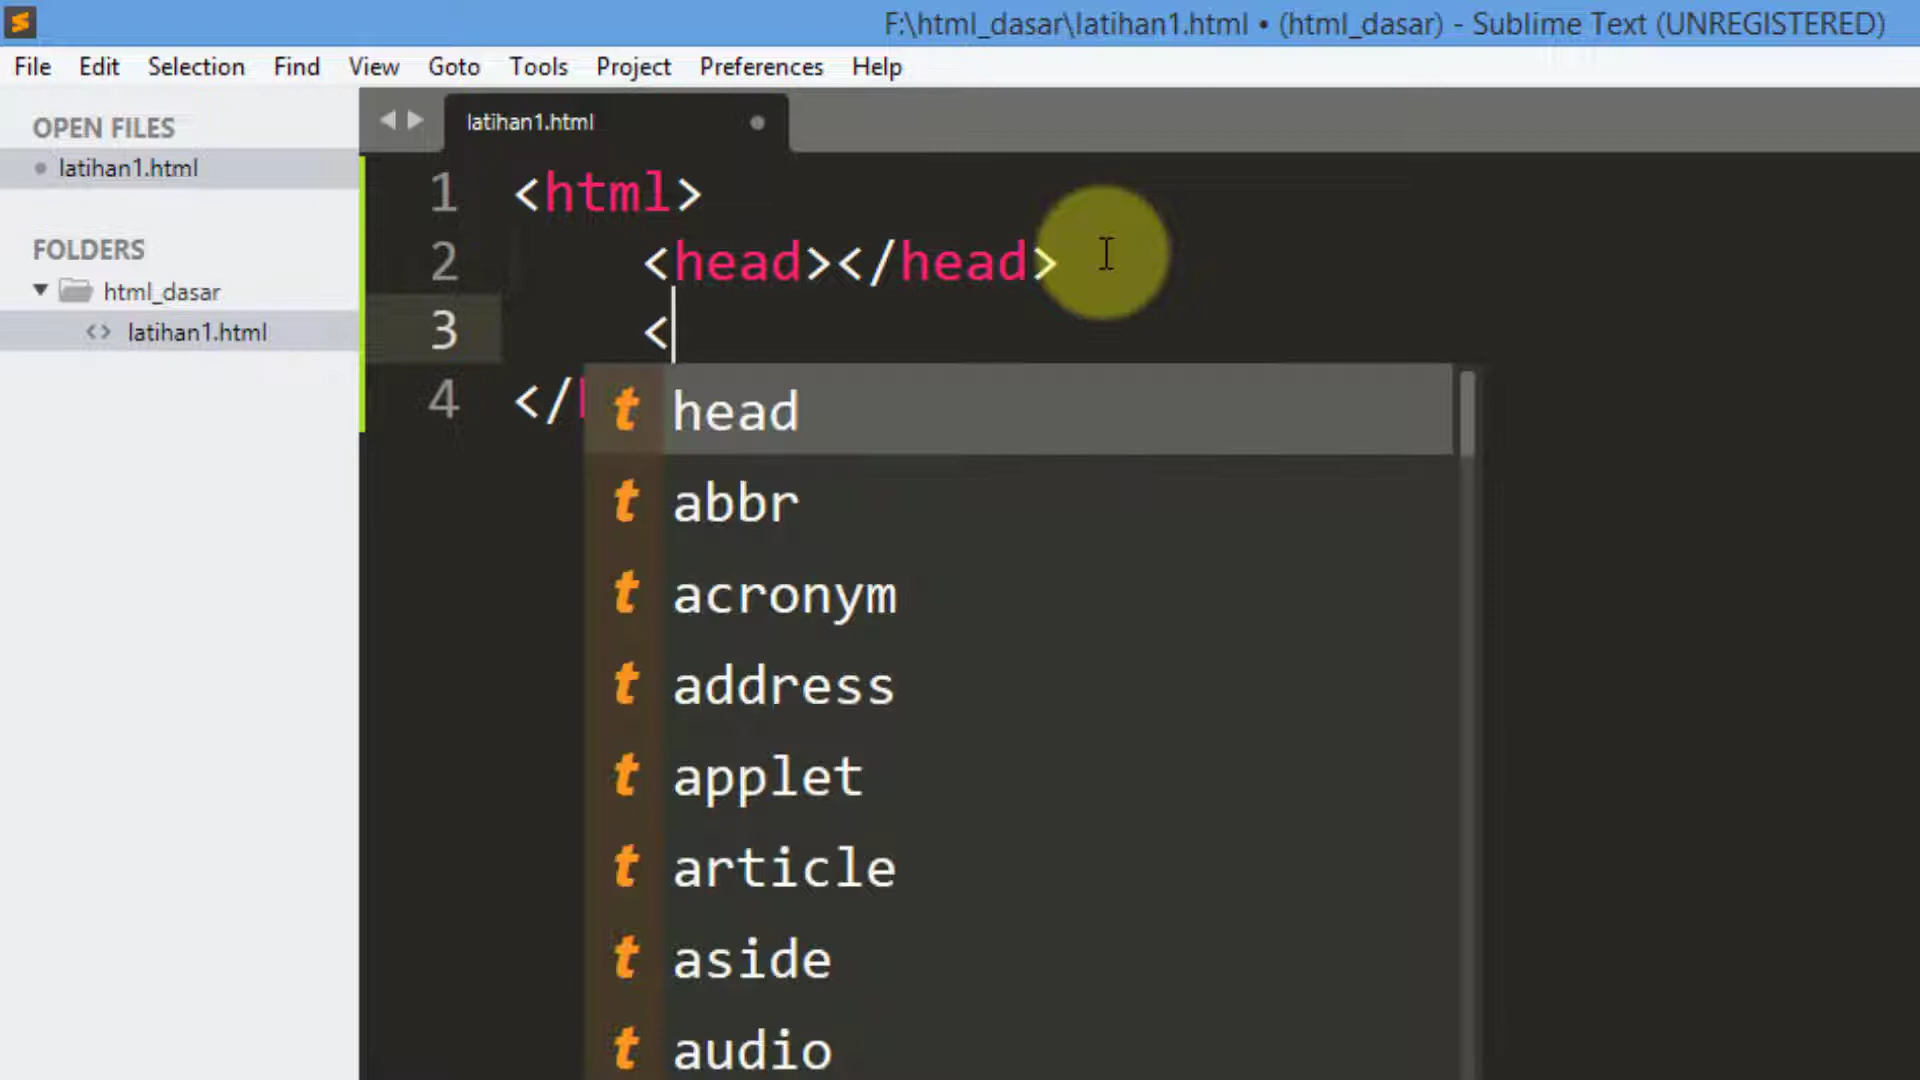 F:\html_dasar\latihan1.html • (html_dasar) - Sublime Text (UNREGISTERED)
File Edit Selection Find View Goto Tools Project Preferences Help
OPEN FILES
latihan1.html
FOLDERS
html_dasar
<> latihan1.html
latihan1.html
1 <html>
2 <head></head>
3 <
4 </
t head
t abbr
t acronym
t address
t applet
t article
t aside
t audio